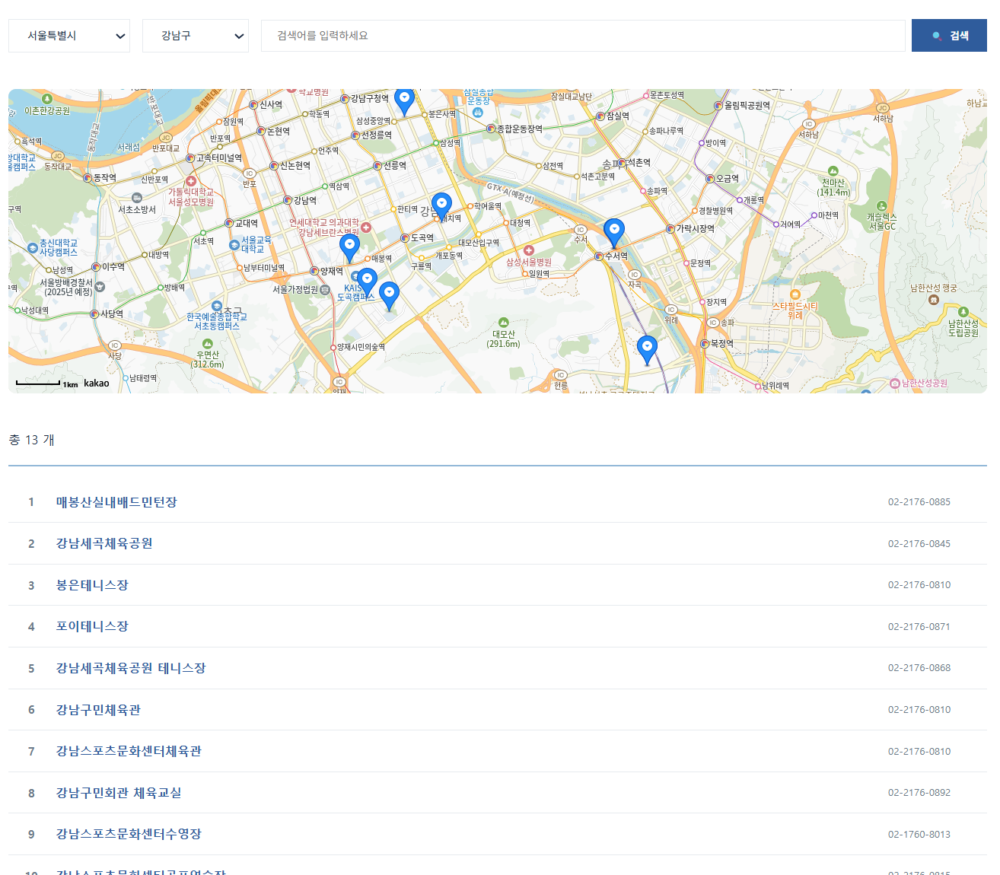 서울특별시
강남구
검색어를 입력하세요
검색
이촌한강공원
반포대교
동작대교
올림픽대
서래섬
반포대교
동작대교
흑석역
동작역
신반포역
서초소방서
신사역
잠원역
반포역
논현역
고속터미널역
신논현역
반포
가톨릭대학교
서울성모병원
강남역
교대역
서초역
서울교육
대학교
총신대학교
사당캠퍼스
대방역
이수역
남성역
서울방배경찰서
(2025년 예정)
남부터미널역
방배역
낙성대역
사당역
사당
한국예술종합학교
서초동캠퍼스
우면산
(312.6m)
남태령역
학교병원
강남구청역
학동역
삼성중앙역
봉은사역
선정릉역
언주역
삼성역
선릉역
역삼역
한티역
연세대학교 의과대학
강남세브란스병원
대치역
학여울역
대청역
도곡역
대모산입구역
개포동역
구룡역
매봉역
양재역
서울가정법원
도곡캠퍼스
양재시민의숲역
잠실종합
운동장
종합운동장역
잠실대교남단
잠실역
몽촌토성역
올림픽공원역
송파나루역
방이역
석촌역
삼전역
석촌고분역
송파역
오금역
개롱역
경찰병원역
거여역
마천역
GTX-A(예정선)
가락시장역
수서
수서역
문정역
삼성서울병원
일원역
자곡
장지역
위례
송파
복정역
대모산
(291.6m)
헌릉
남위례역
서하남
서하남
천마산
(141.4m)
캐슬렉스
서울GC
스타필드시티
위례
남한산성 행궁
남한산성
도립공원
남한산성공원
1km
kakao
총 13 개
1 매봉산실내배드민턴장 02-2176-0885
2 강남세곡체육공원 02-2176-0845
3 봉은테니스장 02-2176-0810
4 포이테니스장 02-2176-0871
5 강남세곡체육공원 테니스장 02-2176-0868
6 강남구민체육관 02-2176-0810
7 강남스포츠문화센터체육관 02-2176-0810
8 강남구민회관 체육교실 02-2176-0892
9 강남스포츠문화센터수영장 02-1760-8013
10 강남스포츠문화센터골프연습장 02-2176-0815